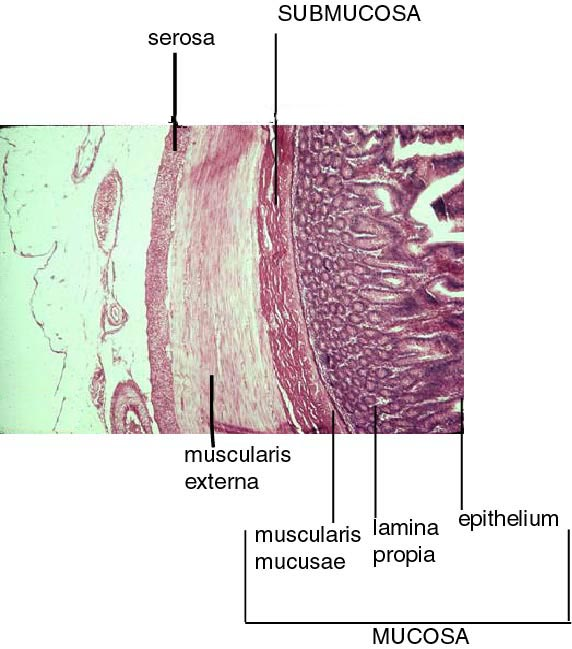 SUBMUCOSA
serosa
muscularis
externa
muscularis
mucusae
lamina
propia
epithelium
MUCOSA